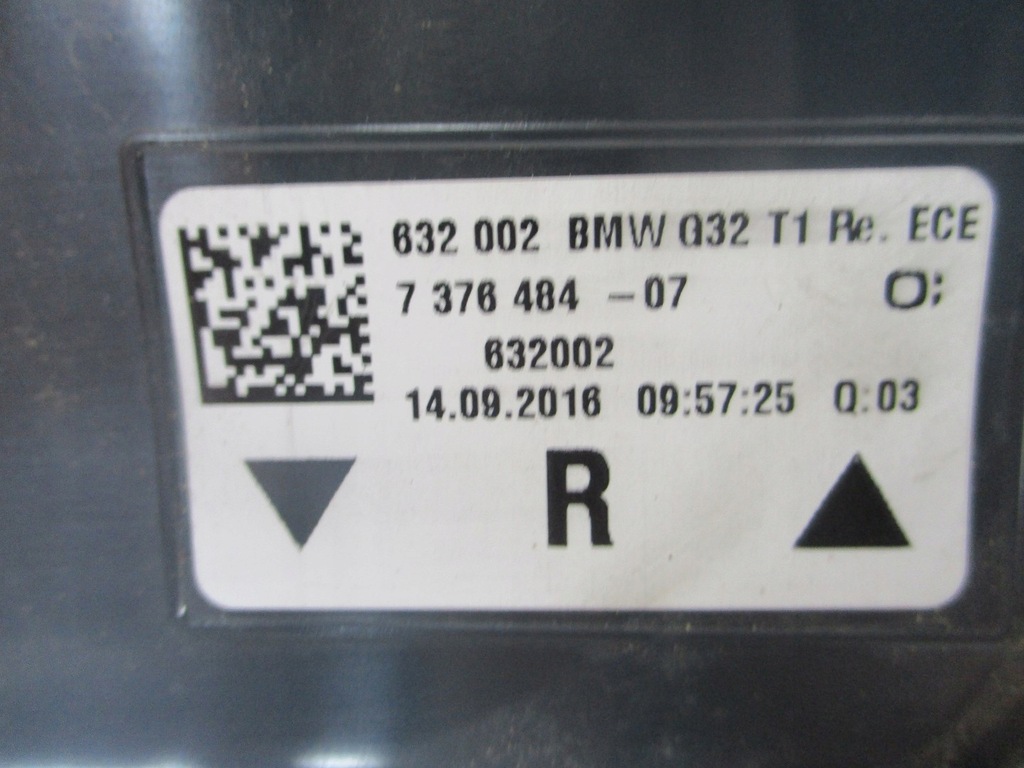 632 002 BMW G32 T1 Re. ECE
7 376 484 -07 O:
632002
14.09.2016 09:57:25 Q:03
R